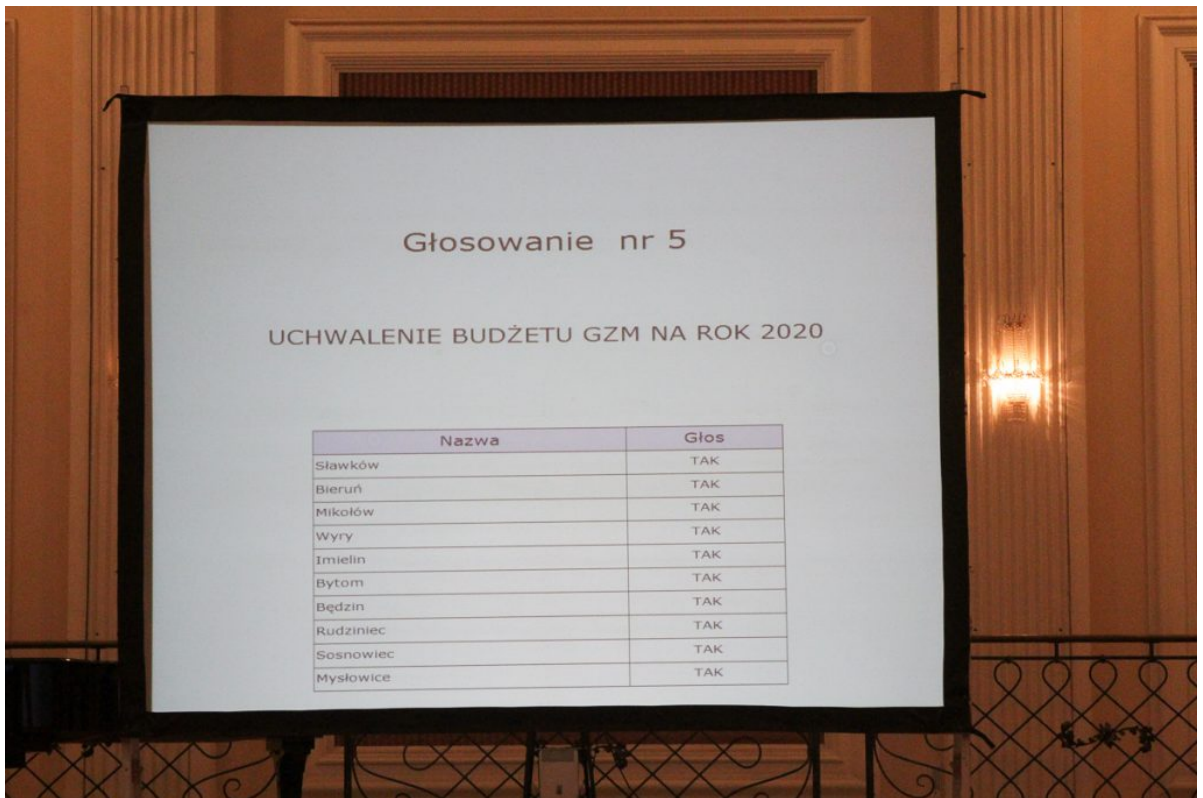 Głosowanie nr 5
UCHWALENIE BUDŻETU GZM NA ROK 2020
Nazwa Głos
Sławków TAK
Bieruń TAK
Mikołów TAK
Wyry TAK
Imielin TAK
Bytom TAK
Będzin TAK
Rudziniec TAK
Sosnowiec TAK
Mysłowice TAK